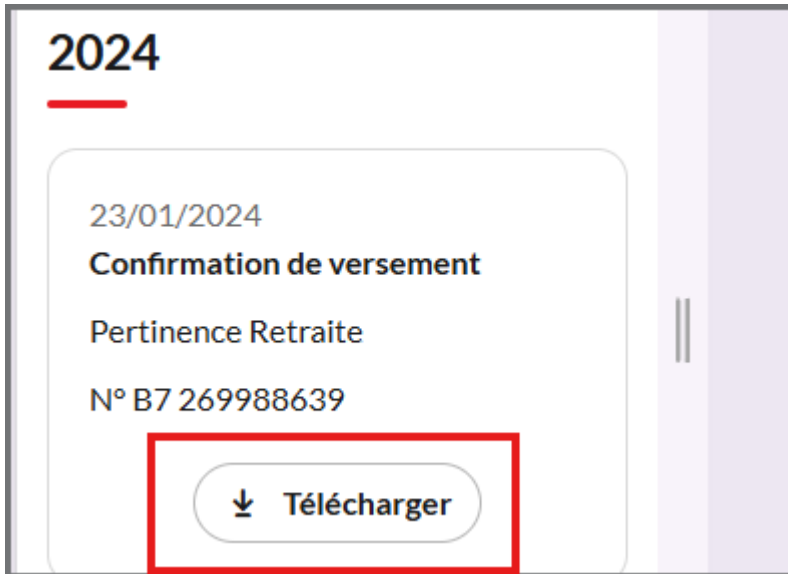 2024
23/01/2024
Confirmation de versement
Pertinence Retraite
N° B7 269988639
Télécharger